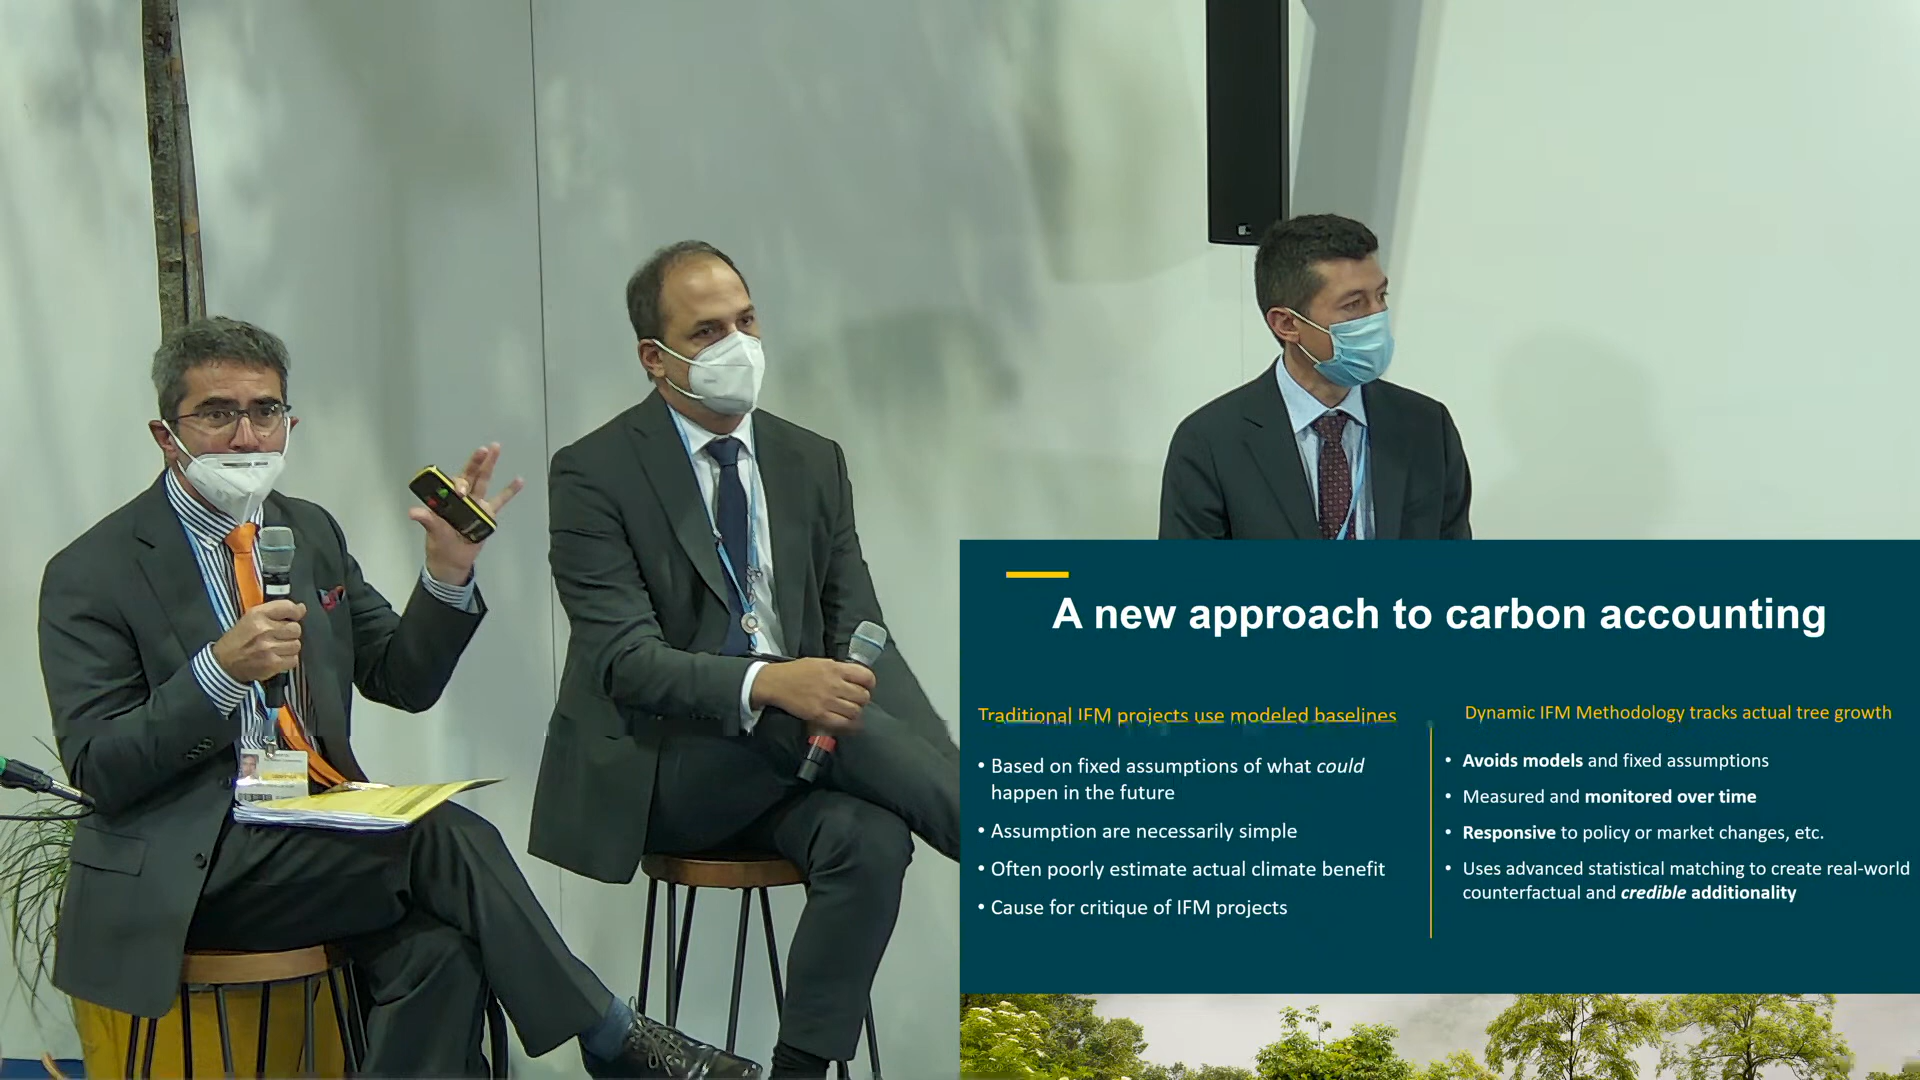 A new approach to carbon accounting
Traditional IFM projects use modeled baselines
• Based on fixed assumptions of what could
happen in the future
• Assumption are necessarily simple
• Often poorly estimate actual climate benefit
• Cause for critique of IFM projects
Dynamic IFM Methodology tracks actual tree growth
• Avoids models and fixed assumptions
• Measured and monitored over time
• Responsive to policy or market changes, etc.
• Uses advanced statistical matching to create real-world
counterfactual and credible additionality